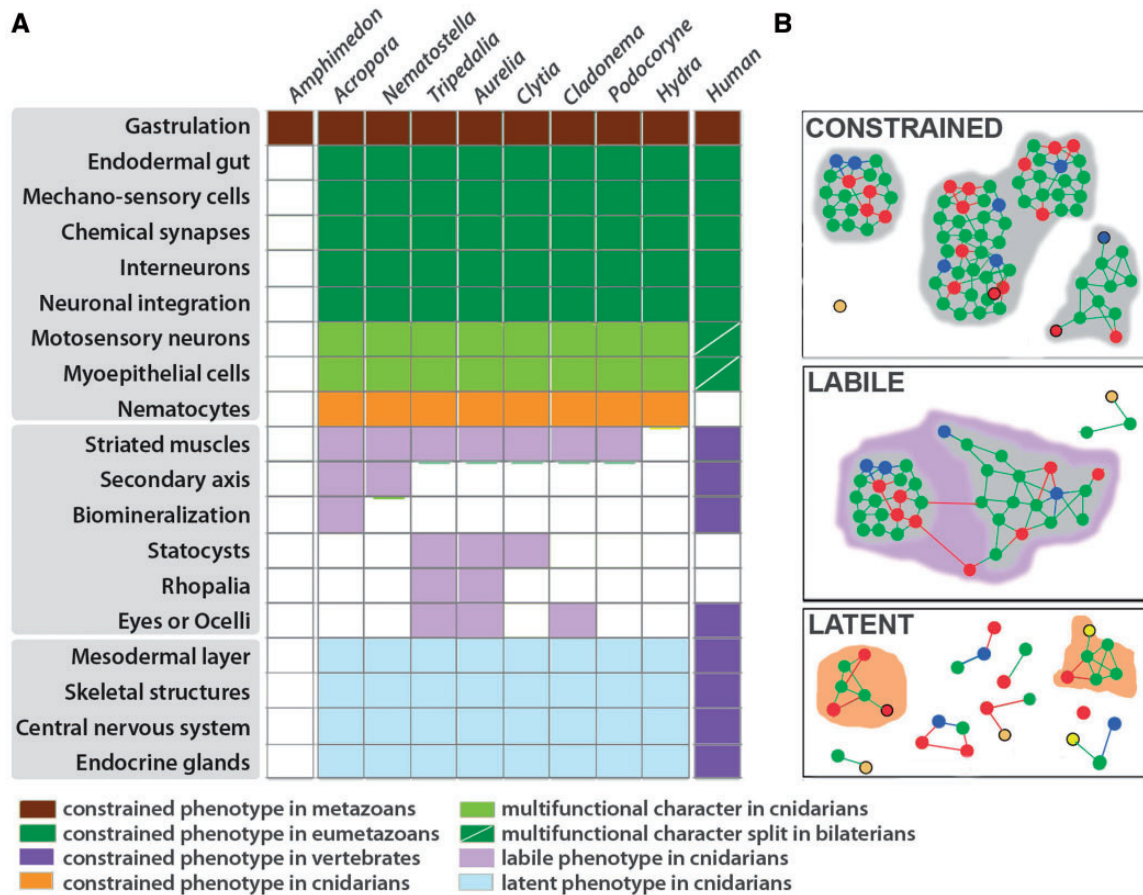 A
B
Amphimedon
Acropora
Nematostella
Tripedalia
Aurelia
Clytia
Cladonema
Podocoryne
Hydra
Human
Gastrulation
Endodermal gut
Mechano-sensory cells
Chemical synapses
Interneurons
Neuronal integration
Motosensory neurons
Myoepithelial cells
Nematocytes
Striated muscles
Secondary axis
Biomineralization
Statocysts
Rhopalia
Eyes or Ocelli
Mesodermal layer
Skeletal structures
Central nervous system
Endocrine glands
CONSTRAINED
LABILE
LATENT
constrained phenotype in metazoans
constrained phenotype in eumetazoans
constrained phenotype in vertebrates
constrained phenotype in cnidarians
multifunctional character in cnidarians
multifunctional character split in bilaterians
labile phenotype in cnidarians
latent phenotype in cnidarians